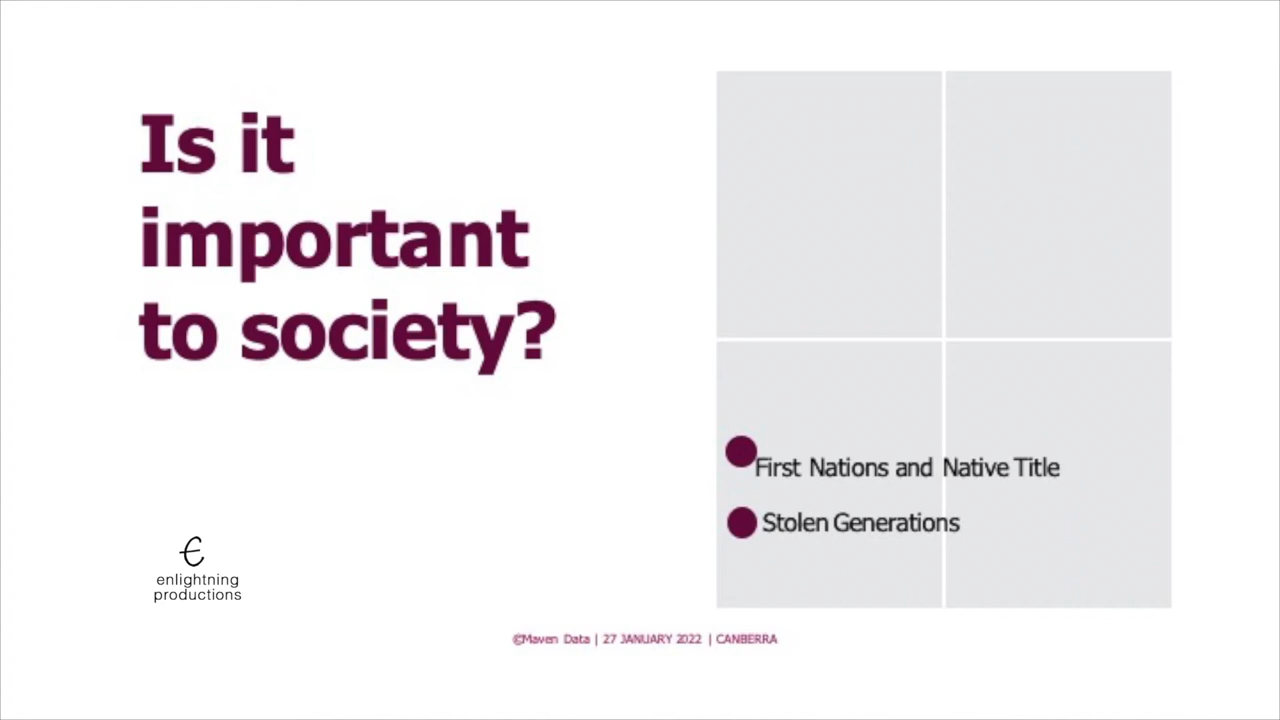 Is it
important
to society?
First Nations and Native Title
Stolen Generations
enlightning
productions
©Maven Data | 27 JANUARY 2022 | CANBERRA